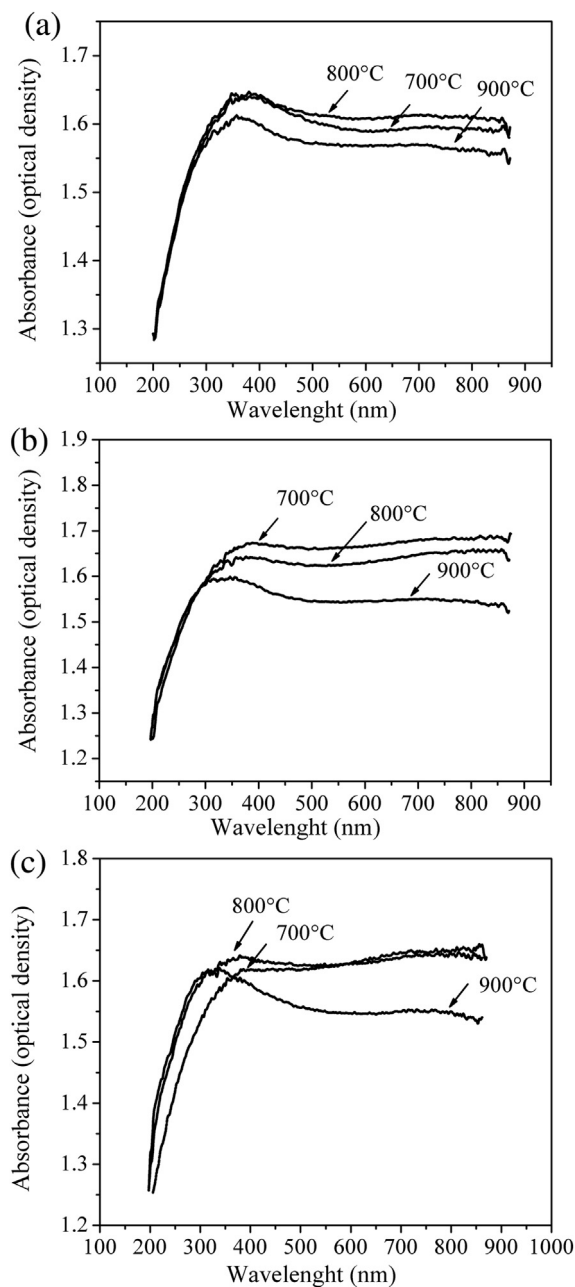 (a)
1.7
1.6
1.5
1.4
1.3
Absorbance (optical density)
800°C
700°C
900°C
100 200 300 400 500 600 700 800 900
Wavelenght (nm)
(b)
1.9
1.8
1.7
1.6
1.5
1.4
1.3
1.2
Absorbance (optical density)
700°C
800°C
900°C
100 200 300 400 500 600 700 800 900
Wavelenght (nm)
(c)
1.8
1.7
1.6
1.5
1.4
1.3
1.2
Absorbance (optical density)
800°C
700°C
900°C
100 200 300 400 500 600 700 800 900 1000
Wavelenght (nm)